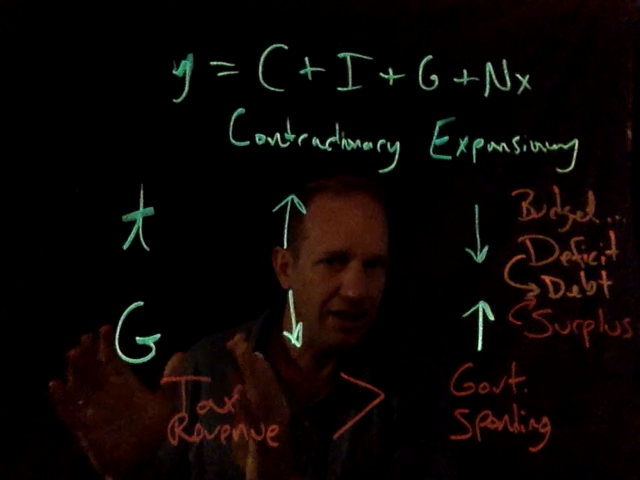 y = C + I + G + Nx
Contractionary Expansionary
t ↑ ↓
Budget...
Deficit
Debt
Surplus
G ↓ ↑
Tax
Revenue
>
Govt.
Spending